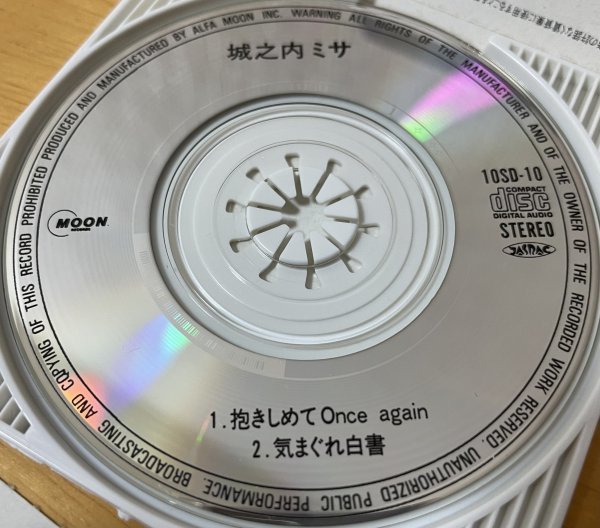 城之内ミサ
10SD-10
COMPACT
disc
DIGITAL AUDIO
STEREO
JASRAC
MOON
RECORDS
1.抱きしめてOnce again
2.気まぐれ白書
PRODUCED AND MANUFACTURED BY ALFA MOON INC. WARNING ALL RIGHTS OF THE MANUFACTURER AND OF THE OWNER OF THE RECORDED WORK RESERVED. UNAUTHORIZED PUBLIC PERFORMANCE. BROADCASTING AND COPYING OF THIS RECORD PROHIBITED